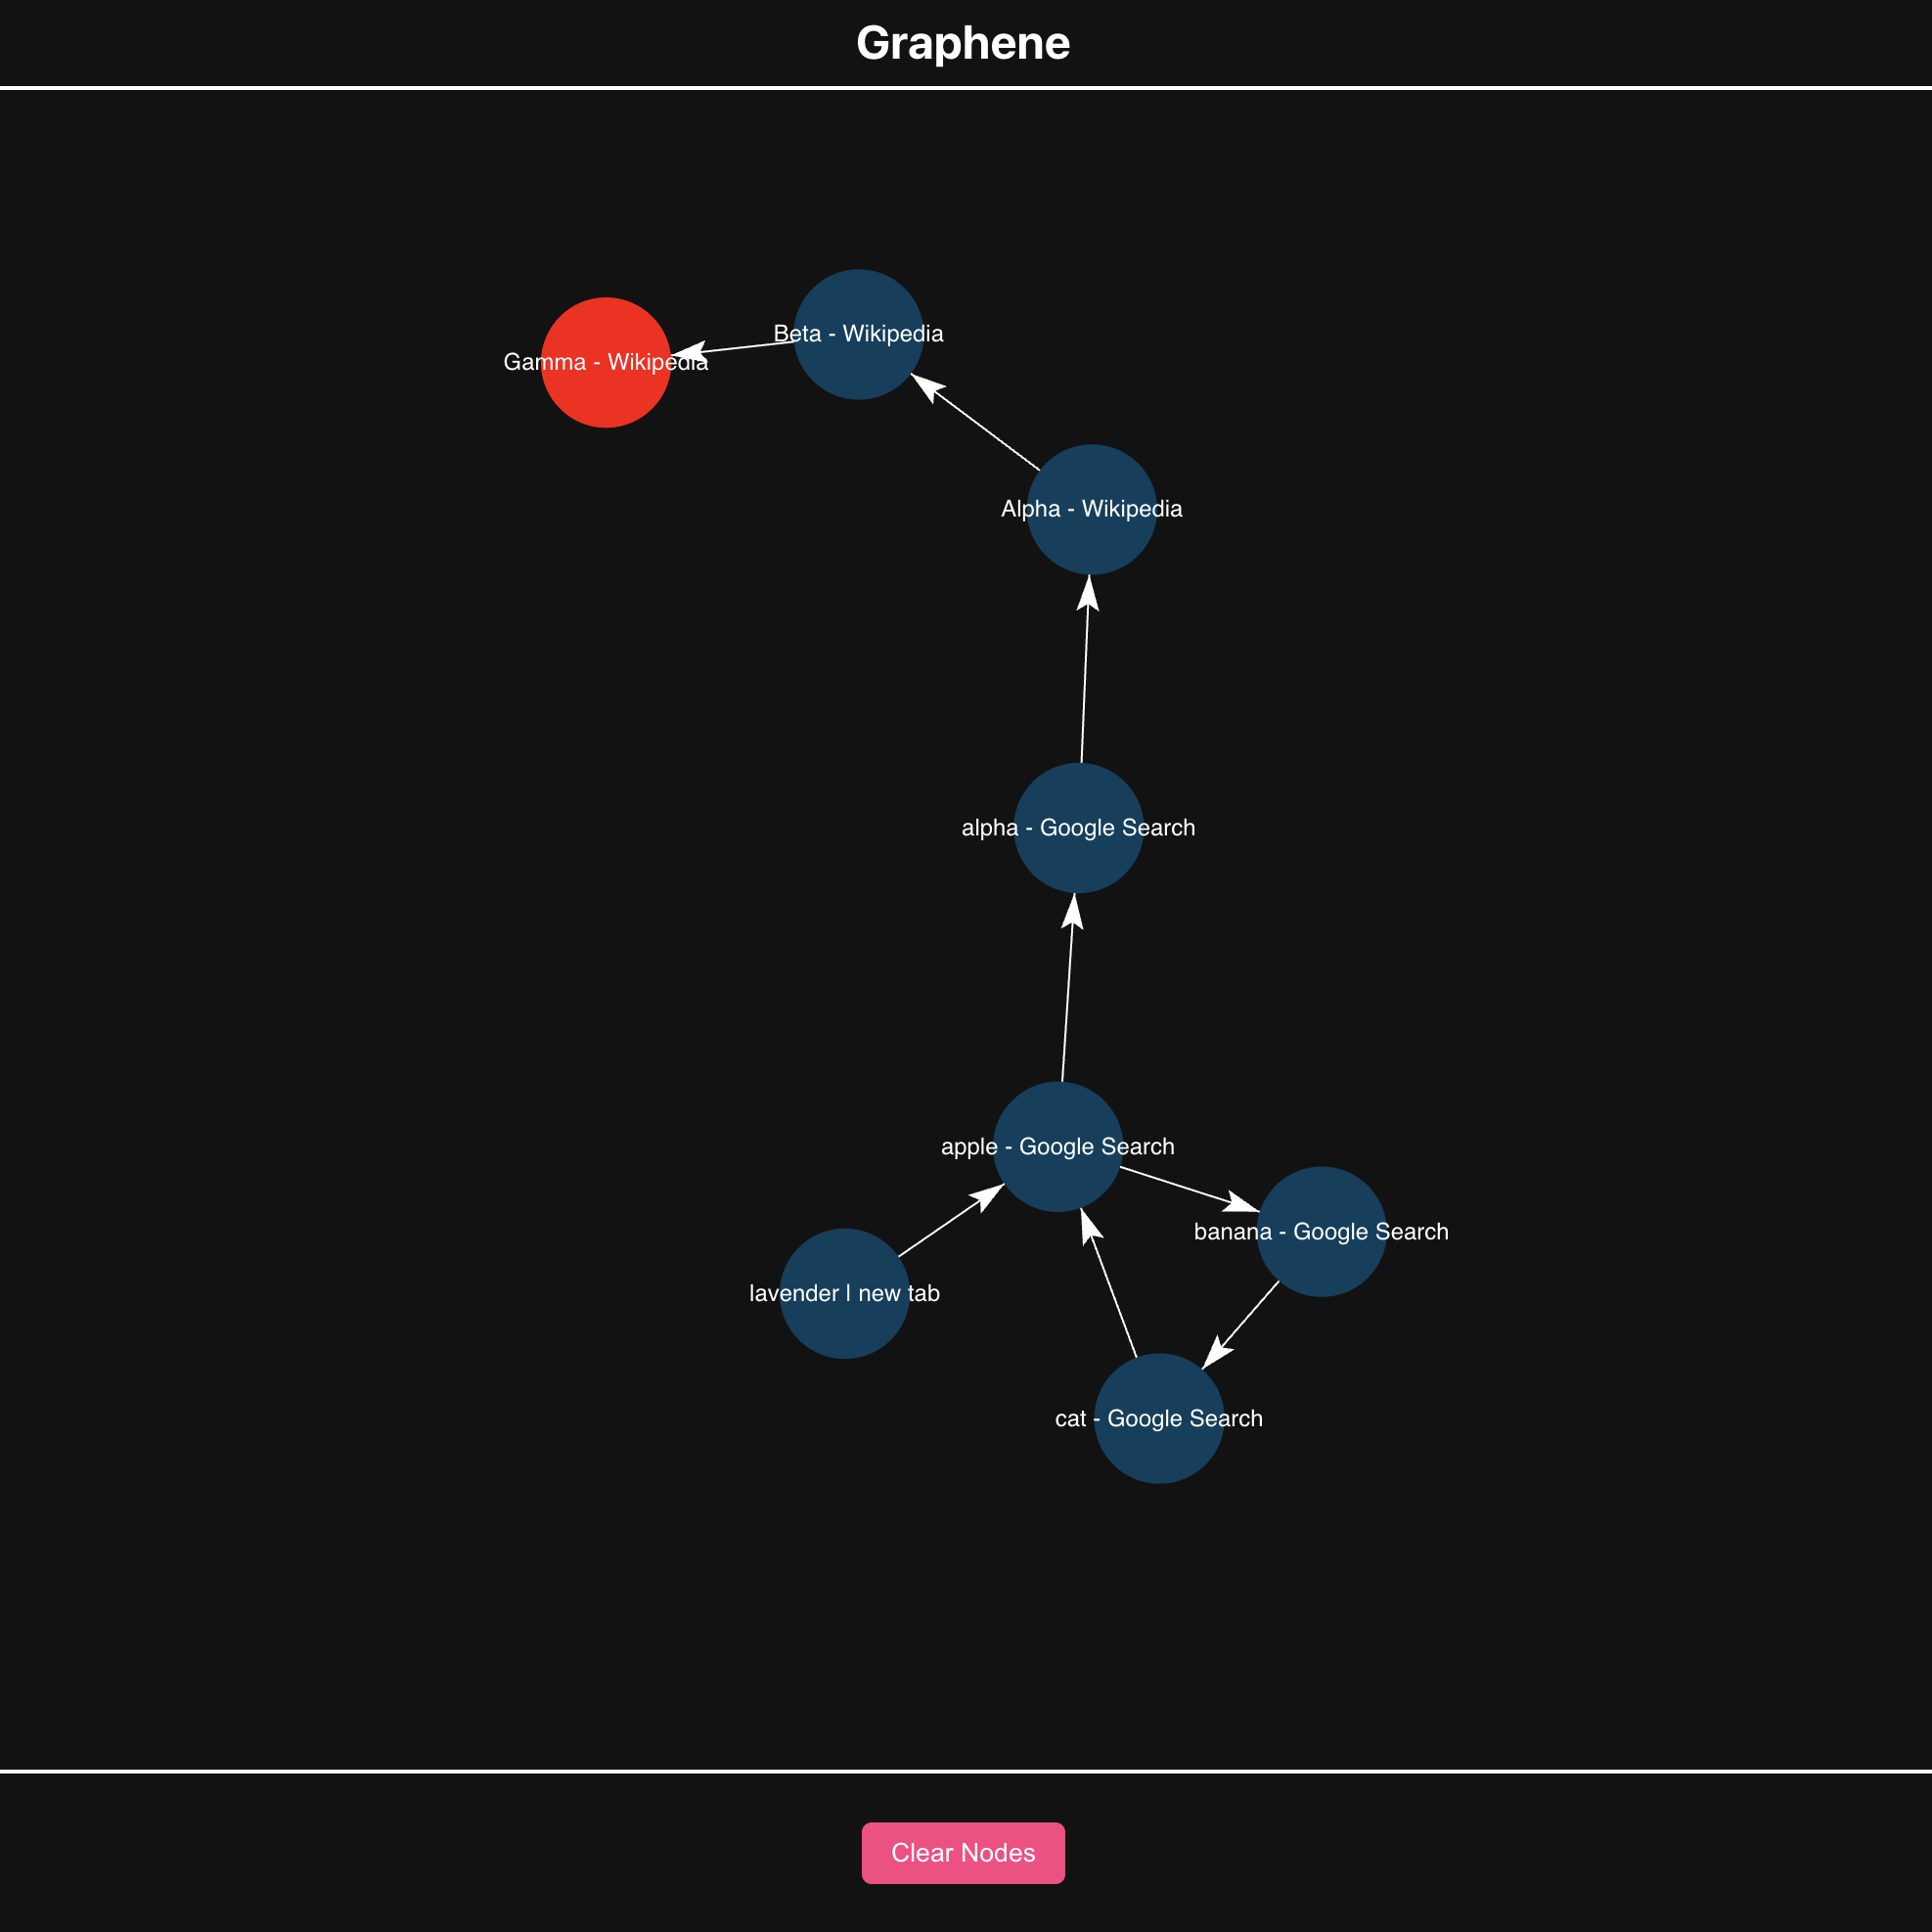 Graphene
Beta - Wikipedia
Gamma - Wikipedia
Alpha - Wikipedia
alpha - Google Search
apple - Google Search
banana - Google Search
lavender | new tab
cat - Google Search
Clear Nodes